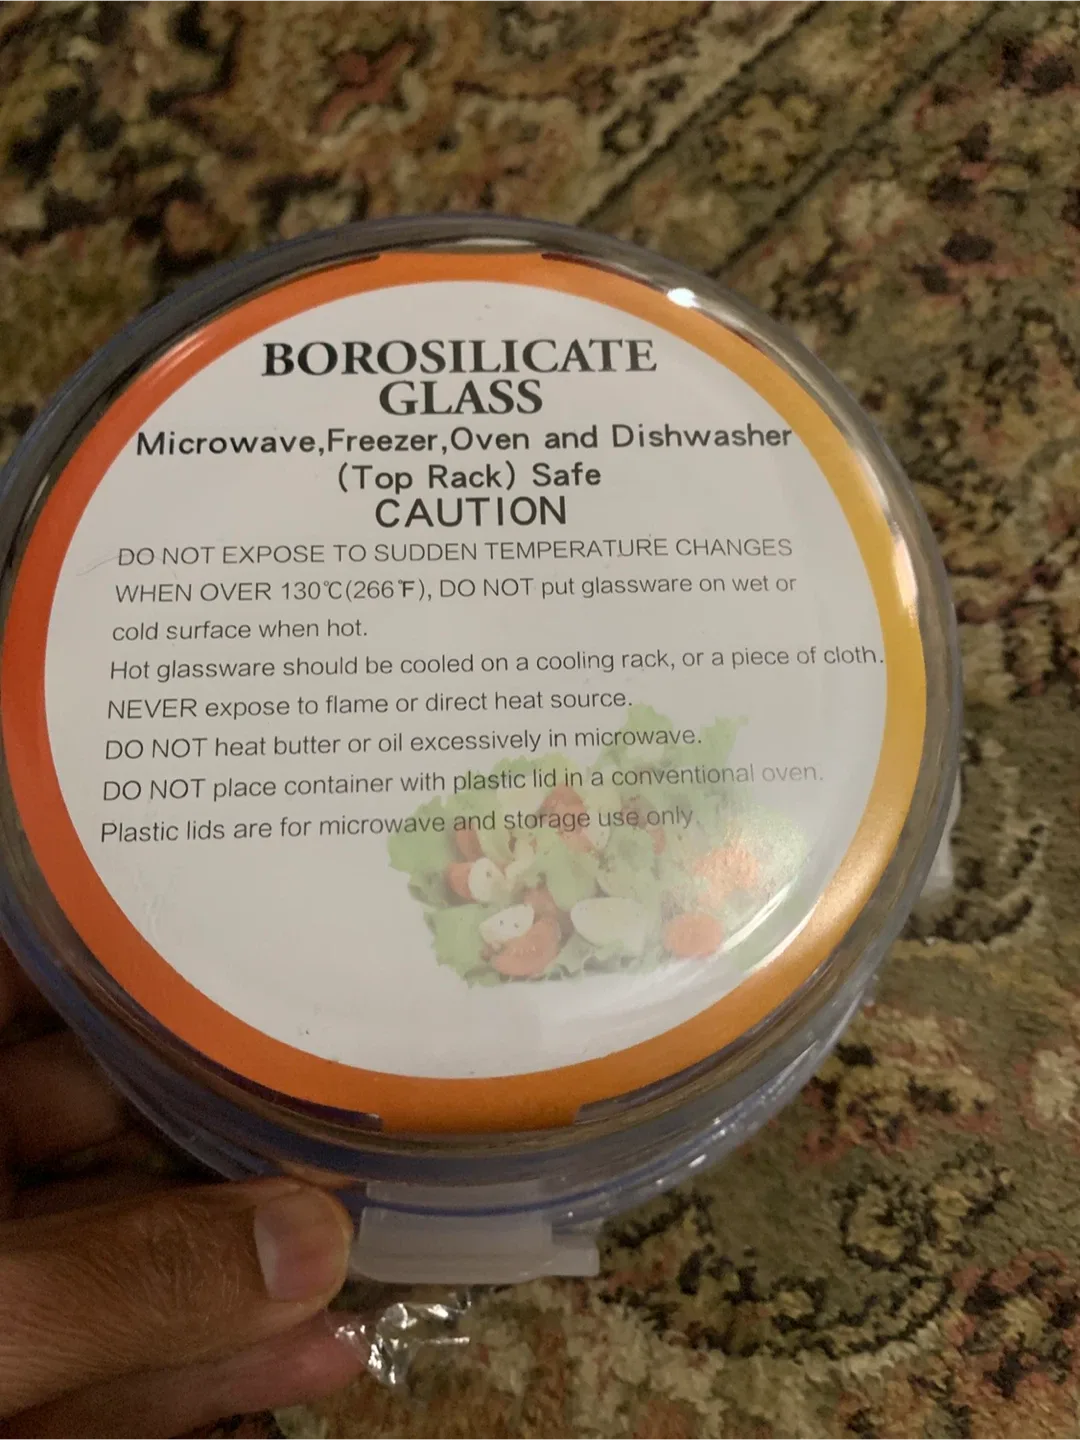 BOROSILICATE
GLASS
Microwave,Freezer,Oven and Dishwasher
(Top Rack) Safe
CAUTION
DO NOT EXPOSE TO SUDDEN TEMPERATURE CHANGES
WHEN OVER 130℃(266℉), DO NOT put glassware on wet or
cold surface when hot.
Hot glassware should be cooled on a cooling rack, or a piece of cloth.
NEVER expose to flame or direct heat source.
DO NOT heat butter or oil excessively in microwave.
DO NOT place container with plastic lid in a conventional oven.
Plastic lids are for microwave and storage use only.